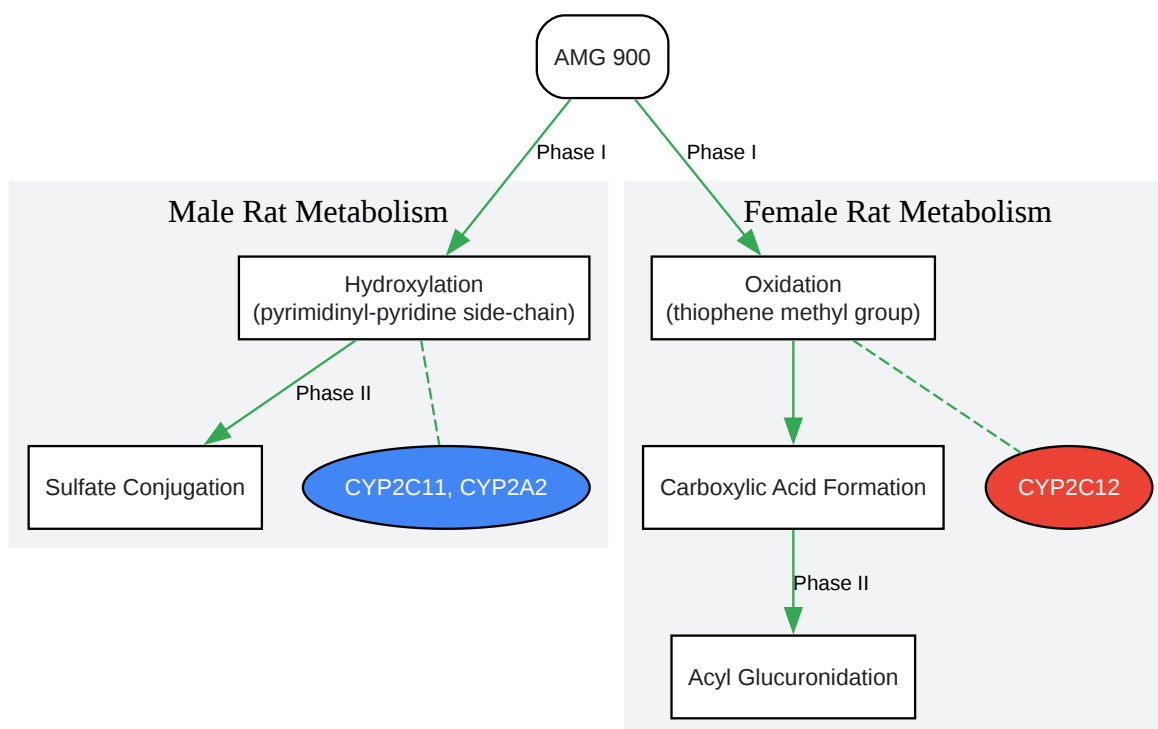 AMG 900
Phase I
Phase I
Male Rat Metabolism
Female Rat Metabolism
Hydroxylation
(pyrimidinyl-pyridine side-chain)
Oxidation
(thiophene methyl group)
Phase II
Sulfate Conjugation
CYP2C11, CYP2A2
Carboxylic Acid Formation
CYP2C12
Phase II
Acyl Glucuronidation